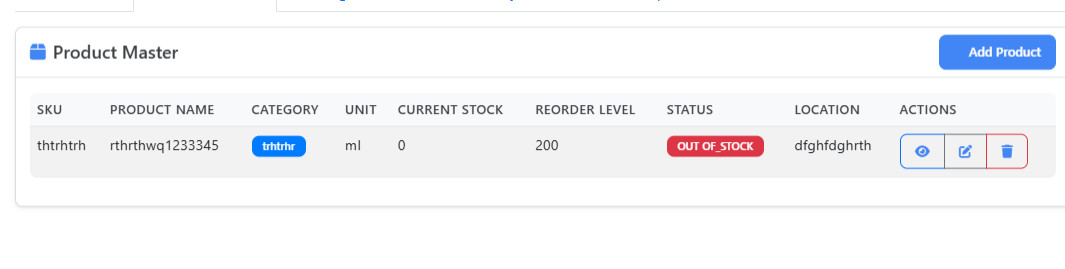 Product Master
Add Product
SKU PRODUCT NAME CATEGORY UNIT CURRENT STOCK REORDER LEVEL STATUS LOCATION ACTIONS
thtrhtrh rthrthwq1233345 trhtrhr ml 0 200 OUT OF_STOCK dfghfdghrth